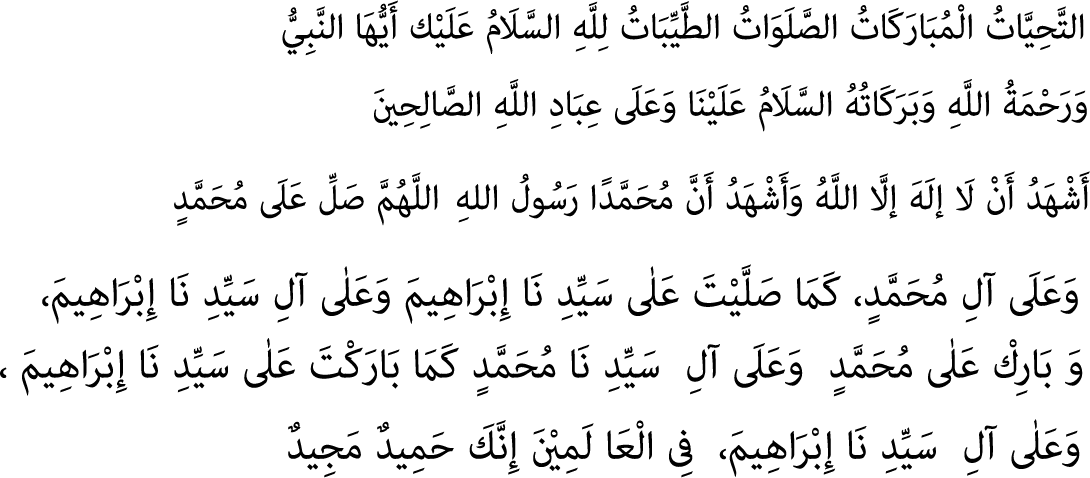 التَّحِيَّاتُ الْمُبَارَكَاتُ الصَّلَوَاتُ الطَّيِّبَاتُ لِلَّهِ السَّلَامُ عَلَيْك أَيُّهَا النَّبِيُّ
وَرَحْمَةُ اللَّهِ وَبَرَكَاتُهُ السَّلَامُ عَلَيْنَا وَعَلَى عِبَادِ اللَّهِ الصَّالِحِينَ
أَشْهَدُ أَنْ لَا إلَهَ إلَّا اللَّهُ وَأَشْهَدُ أَنَّ مُحَمَّدًا رَسُولُ اللهِ اللَّهُمَّ صَلِّ عَلَى مُحَمَّدٍ
وَعَلَى آلِ مُحَمَّدٍ، كَمَا صَلَّيْتَ عَلٰى سَيِّدِ نَا إِبْرَاهِيمَ وَعَلٰى آلِ سَيِّدِ نَا إِبْرَاهِيمَ،
وَ بَارِكْ عَلٰى مُحَمَّدٍ وَعَلَى آلِ سَيِّدِ نَا مُحَمَّدٍ كَمَا بَارَكْتَ عَلٰى سَيِّدِ نَا إِبْرَاهِيمَ ،
وَعَلٰى آلِ سَيِّدِ نَا إِبْرَاهِيمَ، فِى الْعَا لَمِيْنَ إِنَّكَ حَمِيدٌ مَجِيدٌ